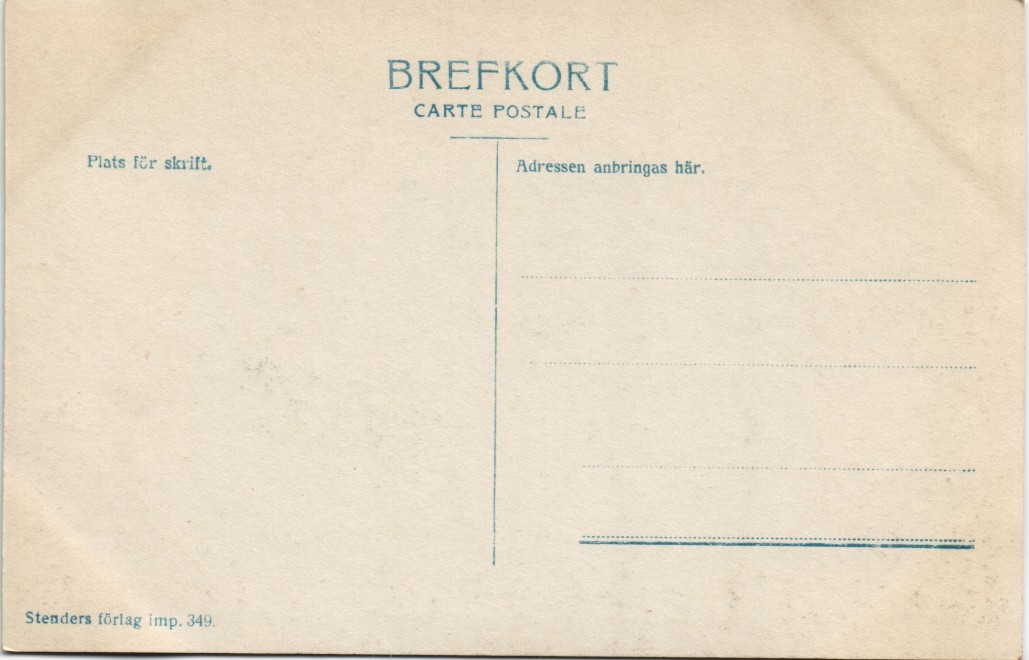 BREFKORT
CARTE POSTALE
Plats för skrift.
Adressen anbringas här.
Stenders förlag imp. 349.